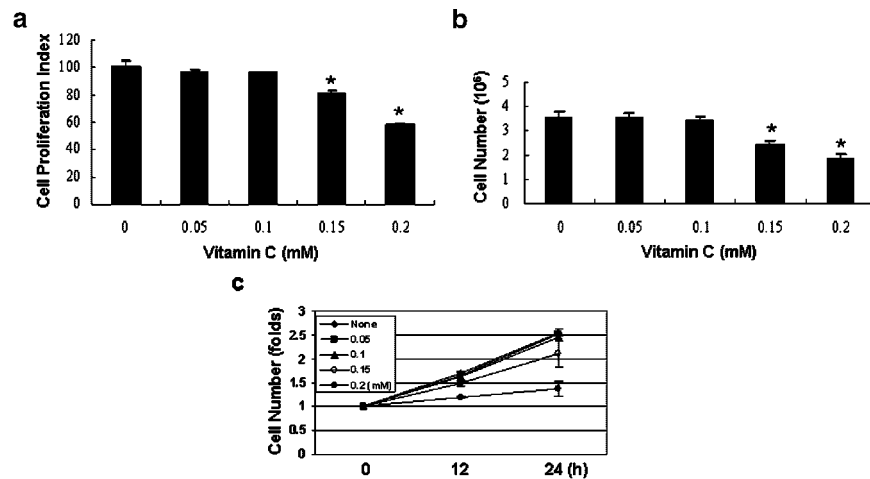 a
Cell Proliferation Index
120
100
80
60
40
20
0
*
*
0 0.05 0.1 0.15 0.2
Vitamin C (mM)
b
Cell Number (10⁶)
5
4
3
2
1
0
*
*
0 0.05 0.1 0.15 0.2
Vitamin C (mM)
c
Cell Number (folds)
3
2.5
2
1.5
1
0.5
0
None
0.05
0.1
0.15
0.2 (mM)
0 12 24 (h)